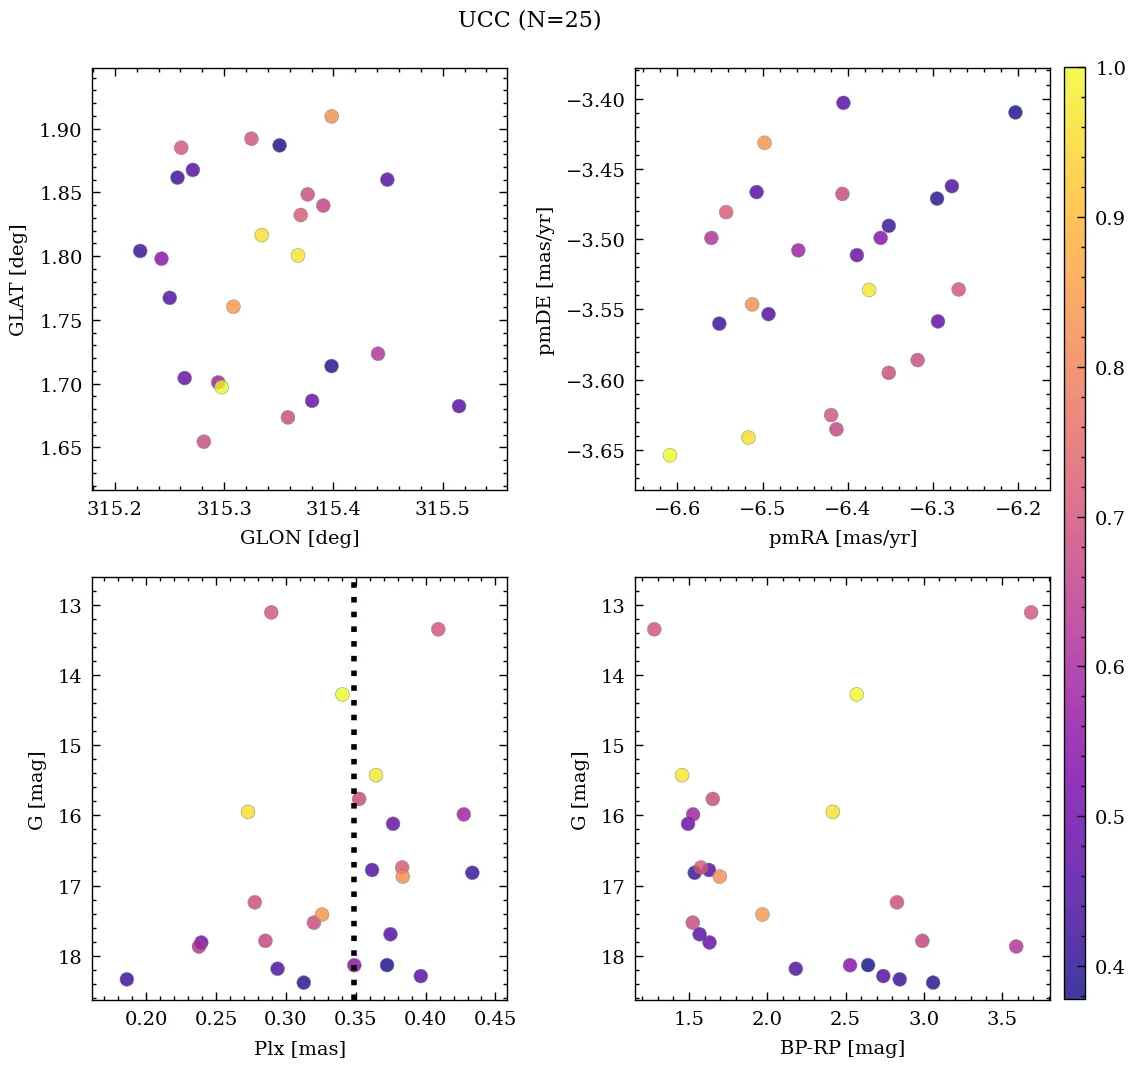 UCC (N=25)
1.90
1.85
1.80
1.75
1.70
1.65
GLAT [deg]
315.2 315.3 315.4 315.5
GLON [deg]
−3.40
−3.45
−3.50
−3.55
−3.60
−3.65
pmDE [mas/yr]
−6.6 −6.5 −6.4 −6.3 −6.2
pmRA [mas/yr]
1.0
0.9
0.8
0.7
0.6
0.5
0.4
13
14
15
16
17
18
G [mag]
0.20 0.25 0.30 0.35 0.40 0.45
Plx [mas]
13
14
15
16
17
18
G [mag]
1.5 2.0 2.5 3.0 3.5
BP-RP [mag]